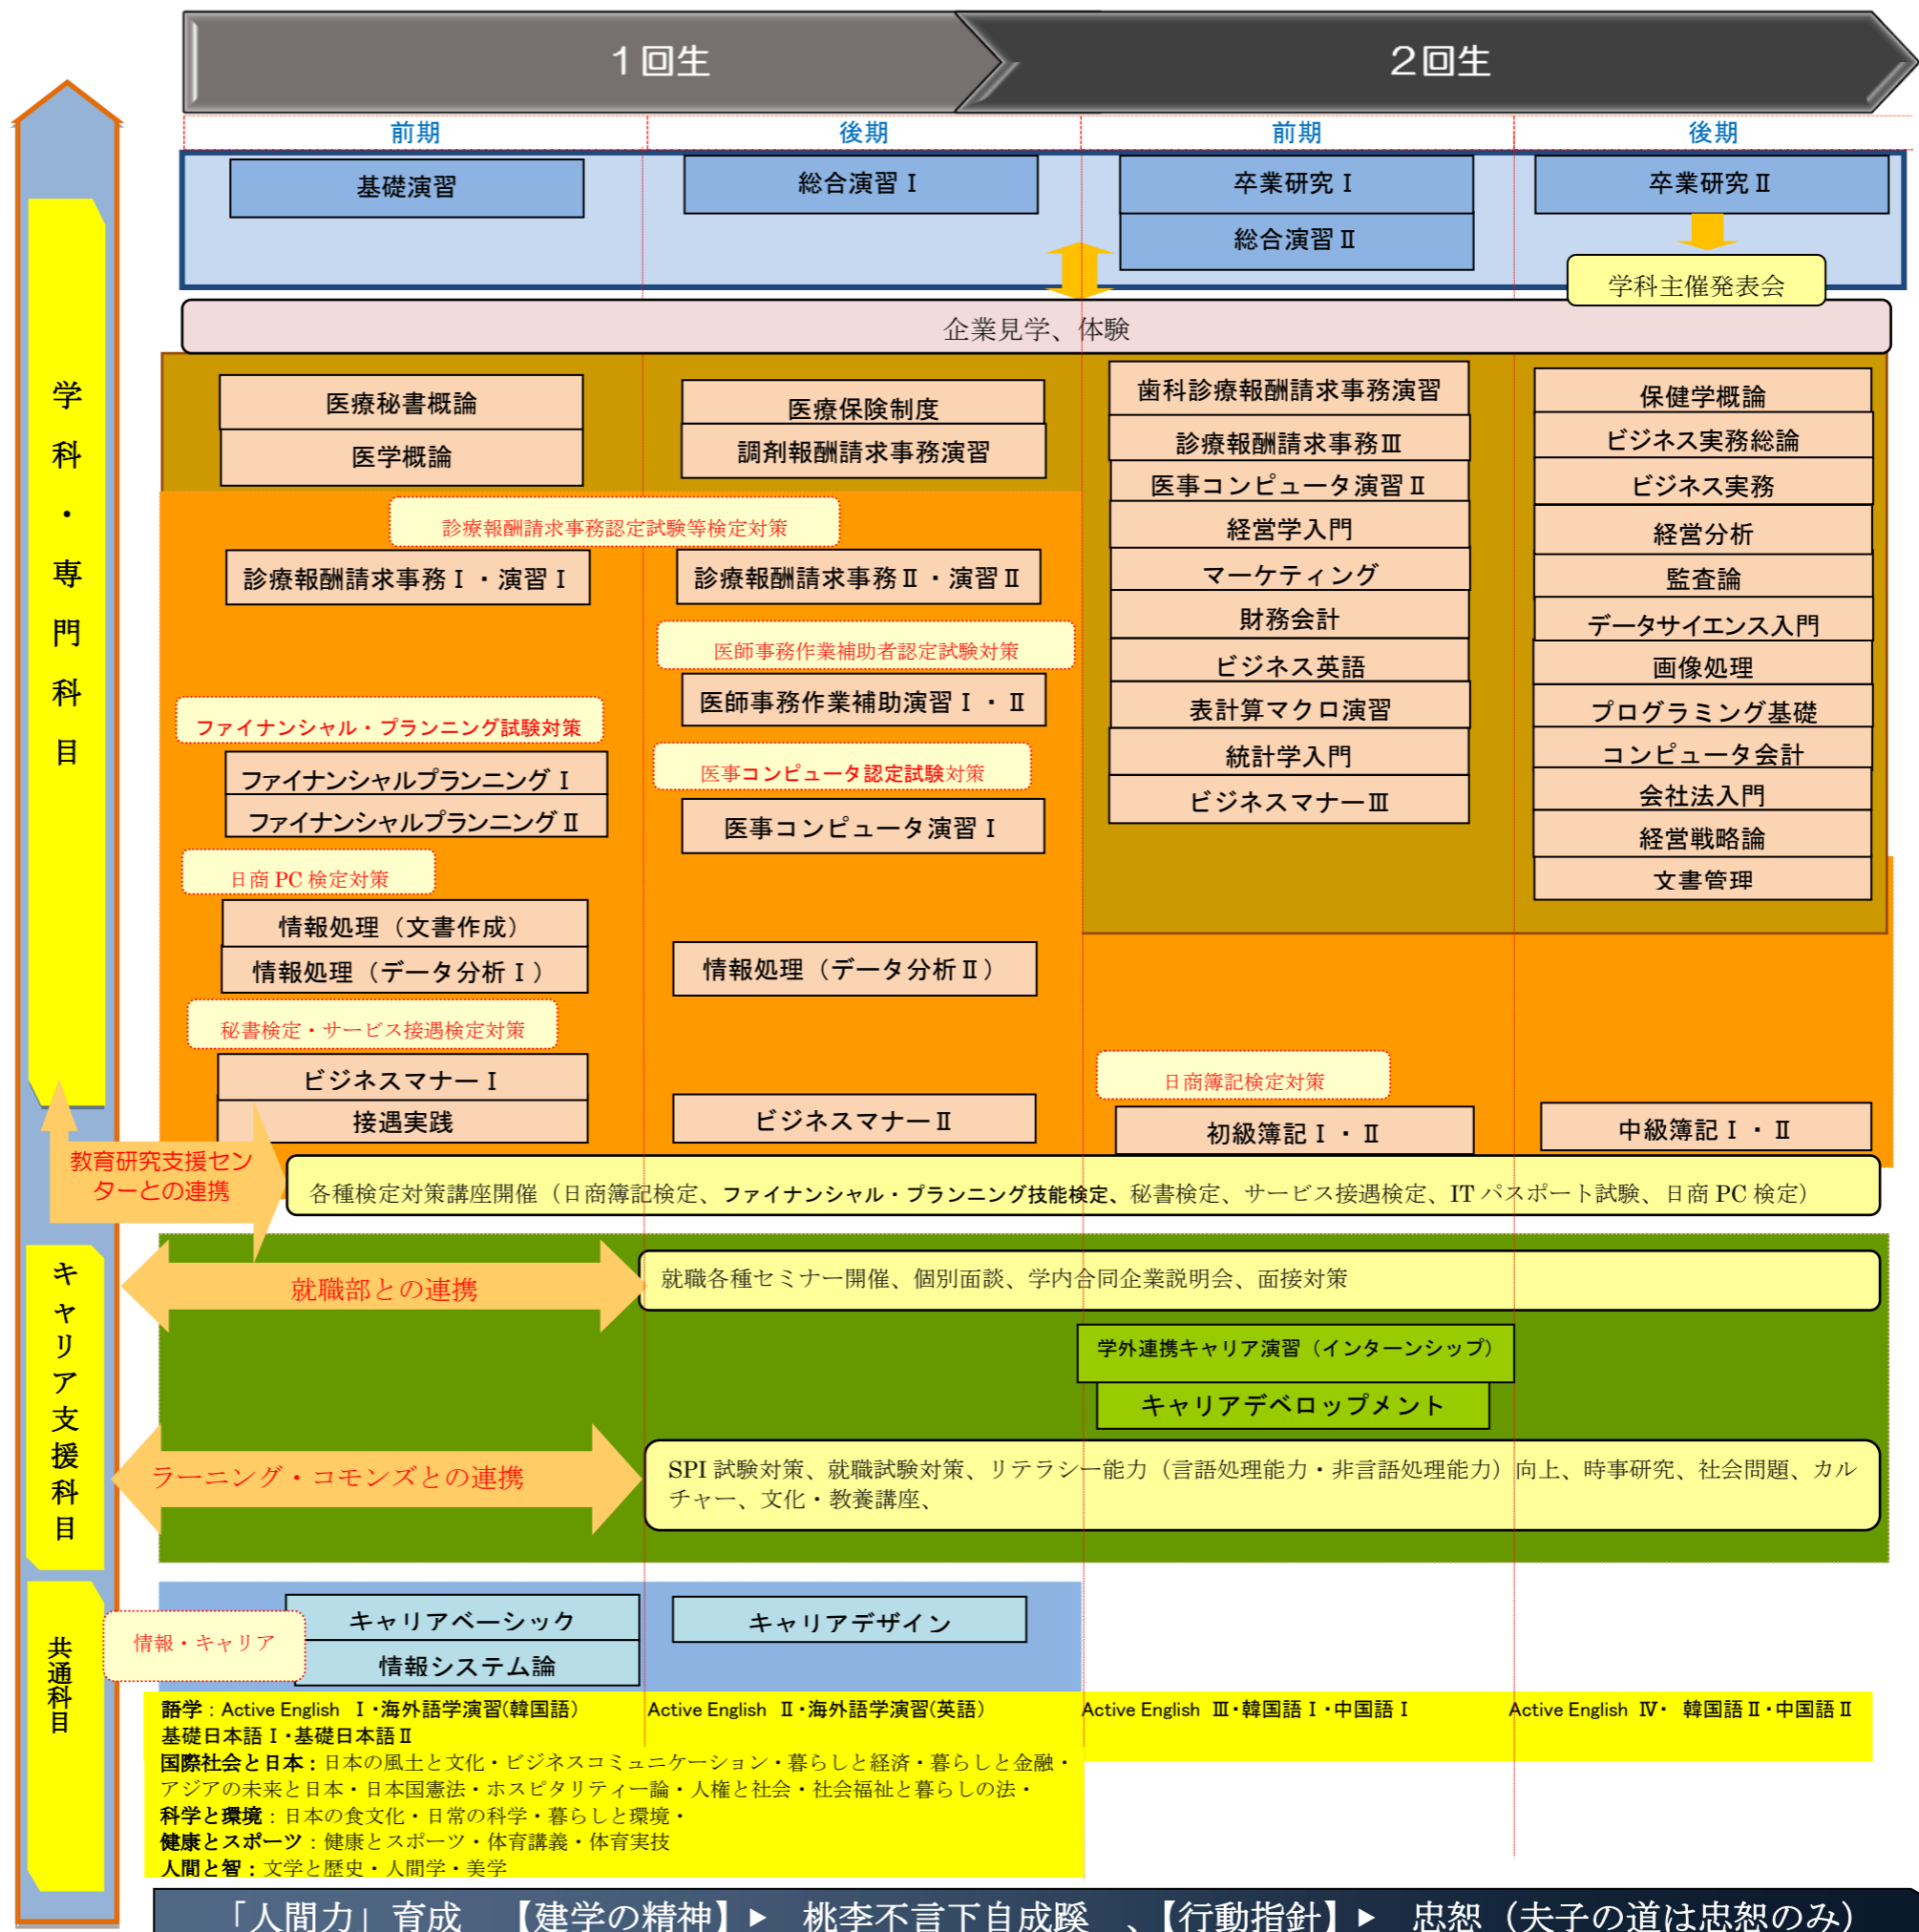 1回生
2回生
前期
後期
前期
後期
基礎演習
総合演習Ⅰ
卒業研究Ⅰ
卒業研究Ⅱ
総合演習Ⅱ
学科主催発表会
企業見学、体験
学科・専門科目
医療秘書概論
医学概論
医療保険制度
調剤報酬請求事務演習
歯科診療報酬請求事務演習
診療報酬請求事務Ⅲ
医事コンピュータ演習Ⅱ
経営学入門
マーケティング
財務会計
ビジネス英語
表計算マクロ演習
統計学入門
ビジネスマナーⅢ
保健学概論
ビジネス実務総論
ビジネス実務
経営分析
監査論
データサイエンス入門
画像処理
プログラミング基礎
コンピュータ会計
会社法入門
経営戦略論
文書管理
診療報酬請求事務認定試験等検定対策
診療報酬請求事務Ⅰ・演習Ⅰ
診療報酬請求事務Ⅱ・演習Ⅱ
医師事務作業補助者認定試験対策
医師事務作業補助演習Ⅰ・Ⅱ
ファイナンシャル・プランニング試験対策
ファイナンシャルプランニングⅠ
ファイナンシャルプランニングⅡ
医事コンピュータ認定試験対策
医事コンピュータ演習Ⅰ
日商 PC 検定対策
情報処理（文書作成）
情報処理（データ分析Ⅰ）
情報処理（データ分析Ⅱ）
秘書検定・サービス接遇検定対策
ビジネスマナーⅠ
接遇実践
ビジネスマナーⅡ
日商簿記検定対策
初級簿記Ⅰ・Ⅱ
中級簿記Ⅰ・Ⅱ
教育研究支援セン
ターとの連携
各種検定対策講座開催（日商簿記検定、ファイナンシャル・プランニング技能検定、秘書検定、サービス接遇検定、IT パスポート試験、日商 PC 検定）
キャリア支援科目
就職部との連携
就職各種セミナー開催、個別面談、学内合同企業説明会、面接対策
学外連携キャリア演習（インターンシップ）
キャリアデベロップメント
ラーニング・コモンズとの連携
SPI 試験対策、就職試験対策、リテラシー能力（言語処理能力・非言語処理能力）向上、時事研究、社会問題、カル
チャー、文化・教養講座、
共通科目
情報・キャリア
キャリアベーシック
情報システム論
キャリアデザイン
語学：Active English Ⅰ・海外語学演習(韓国語)
基礎日本語Ⅰ・基礎日本語Ⅱ
Active English Ⅱ・海外語学演習(英語)
Active English Ⅲ・韓国語Ⅰ・中国語Ⅰ
Active English Ⅳ・ 韓国語Ⅱ・中国語Ⅱ
国際社会と日本：日本の風土と文化・ビジネスコミュニケーション・暮らしと経済・暮らしと金融・
アジアの未来と日本・日本国憲法・ホスピタリティー論・人権と社会・社会福祉と暮らしの法・
科学と環境：日本の食文化・日常の科学・暮らしと環境・
健康とスポーツ：健康とスポーツ・体育講義・体育実技
人間と智：文学と歴史・人間学・美学
「人間力」育成 【建学の精神】▶ 桃李不言下自成蹊 、【行動指針】▶ 忠恕（夫子の道は忠恕のみ）